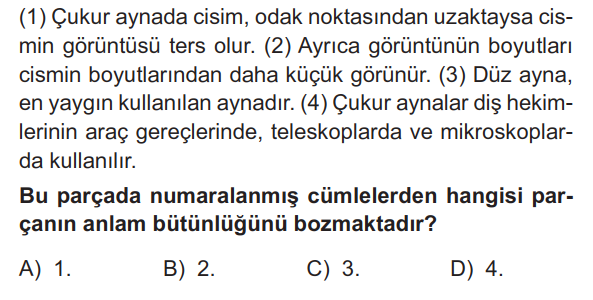 (1) Çukur aynada cisim, odak noktasından uzaktaysa cis-
min görüntüsü ters olur. (2) Ayrıca görüntünün boyutları
cismin boyutlarından daha küçük görünür. (3) Düz ayna,
en yaygın kullanılan aynadır. (4) Çukur aynalar diş hekim-
lerinin araç gereçlerinde, teleskoplarda ve mikroskoplar-
da kullanılır.
Bu parçada numaralanmış cümlelerden hangisi par-
çanın anlam bütünlüğünü bozmaktadır?
A) 1. B) 2. C) 3. D) 4.